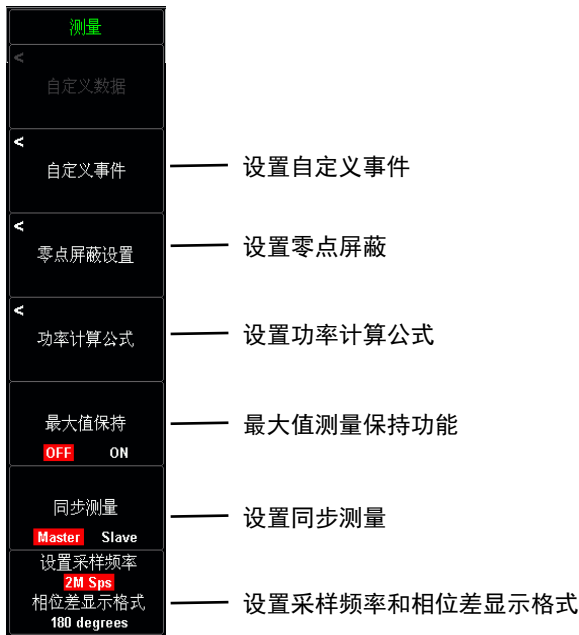 测量
<
自定义数据
<
自定义事件
设置自定义事件
<
零点屏蔽设置
设置零点屏蔽
<
功率计算公式
设置功率计算公式
最大值保持
OFF ON
最大值测量保持功能
同步测量
Master Slave
设置同步测量
设置采样频率
2M Sps
相位差显示格式
180 degrees
设置采样频率和相位差显示格式